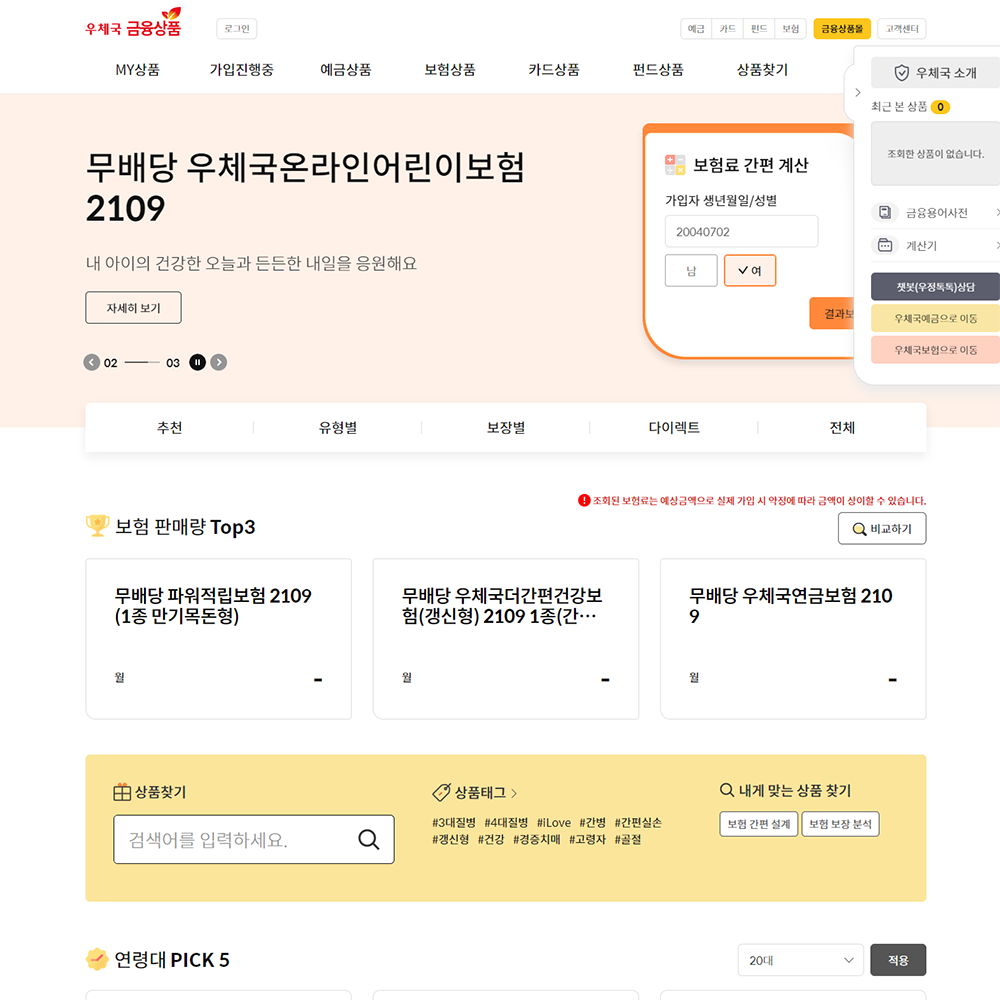 우체국 금융상품
로그인
예금 카드 펀드 보험 금융상품몰 고객센터
MY상품 가입진행중 예금상품 보험상품 카드상품 펀드상품 상품찾기
우체국 소개
최근 본 상품 0
조회한 상품이 없습니다.
금융용어사전
계산기
챗봇(우정톡톡)상담
우체국예금으로 이동
우체국보험으로 이동
무배당 우체국온라인어린이보험
2109
내 아이의 건강한 오늘과 든든한 내일을 응원해요
자세히 보기
02 03
보험료 간편 계산
가입자 생년월일/성별
20040702
남 여
결과보
추천 유형별 보장별 다이렉트 전체
조회된 보험료는 예상금액으로 실제 가입 시 약정에 따라 금액이 상이할 수 있습니다.
보험 판매량 Top3
비교하기
무배당 파워적립보험 2109
(1종 만기목돈형)
월 -
무배당 우체국더간편건강보
험(갱신형) 2109 1종(간…
월 -
무배당 우체국연금보험 210
9
월 -
상품찾기
검색어를 입력하세요.
상품태그 >
#3대질병 #4대질병 #iLove #간병 #간편실손
#갱신형 #건강 #경증치매 #고령자 #골절
내게 맞는 상품 찾기
보험 간편 설계 보험 보장 분석
연령대 PICK 5
20대 적용